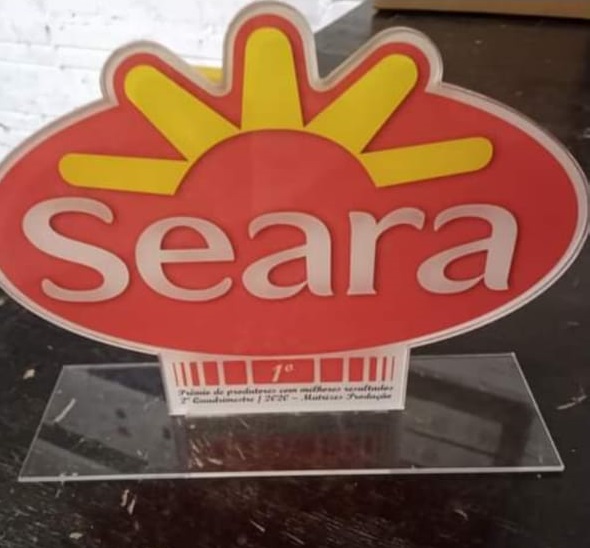 seara
1º
Prêmio de produtores com melhores resultados
2º Quadrimestre / 2020 - Matrizes Produção